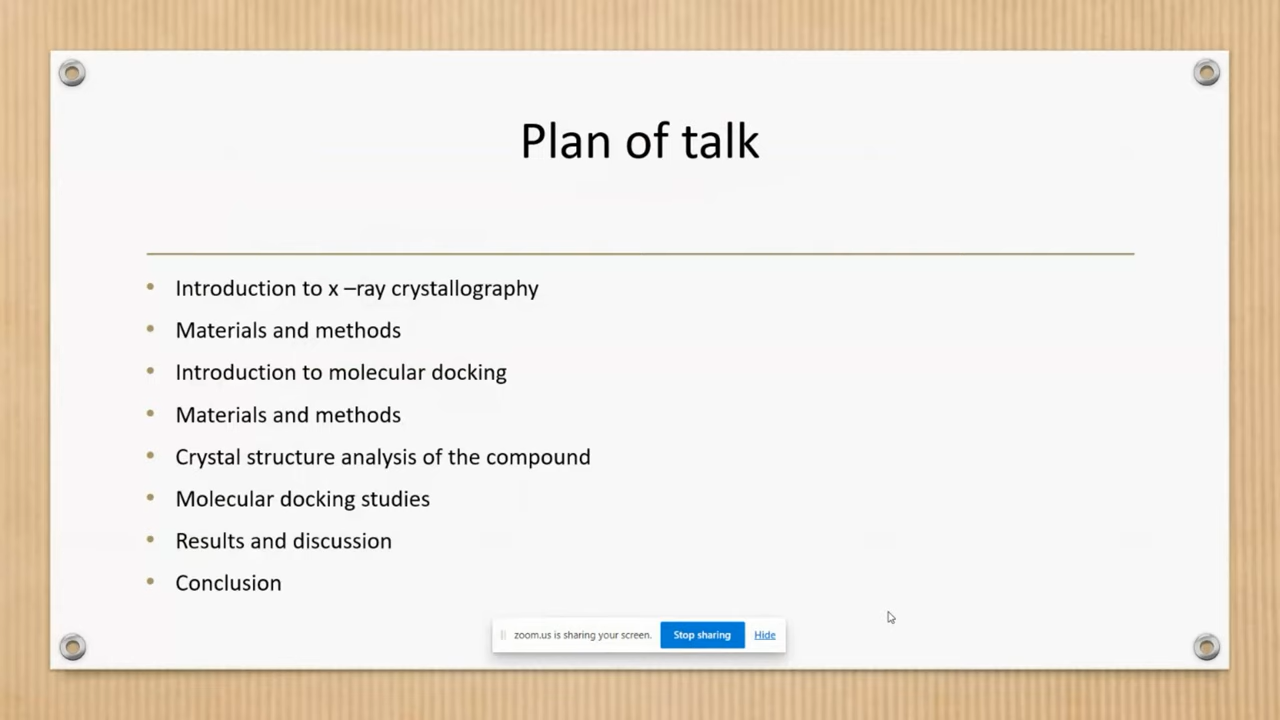 Plan of talk
Introduction to x –ray crystallography
Materials and methods
Introduction to molecular docking
Materials and methods
Crystal structure analysis of the compound
Molecular docking studies
Results and discussion
Conclusion
zoom.us is sharing your screen. Stop sharing Hide